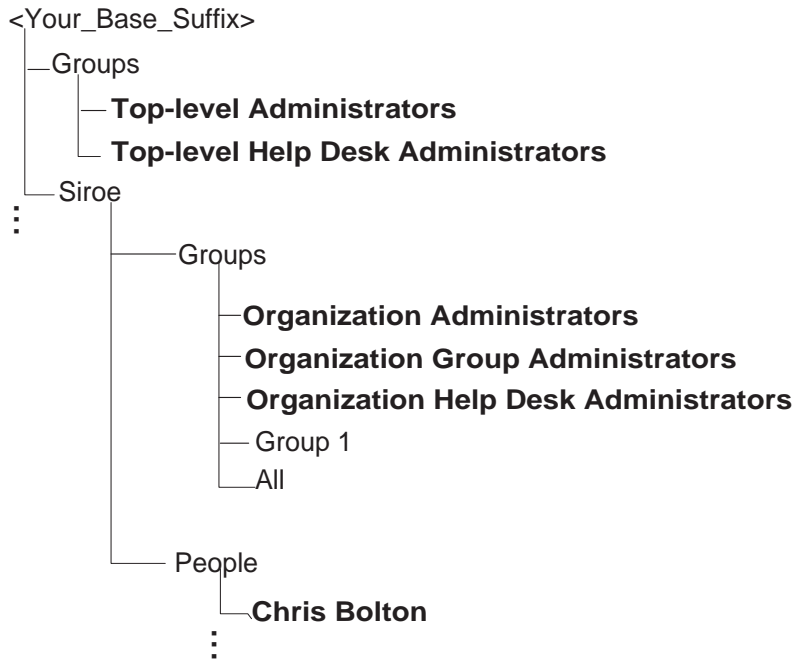 <Your_Base_Suffix>
Groups
Top-level Administrators
Top-level Help Desk Administrators
Siroe
Groups
Organization Administrators
Organization Group Administrators
Organization Help Desk Administrators
Group 1
All
People
Chris Bolton